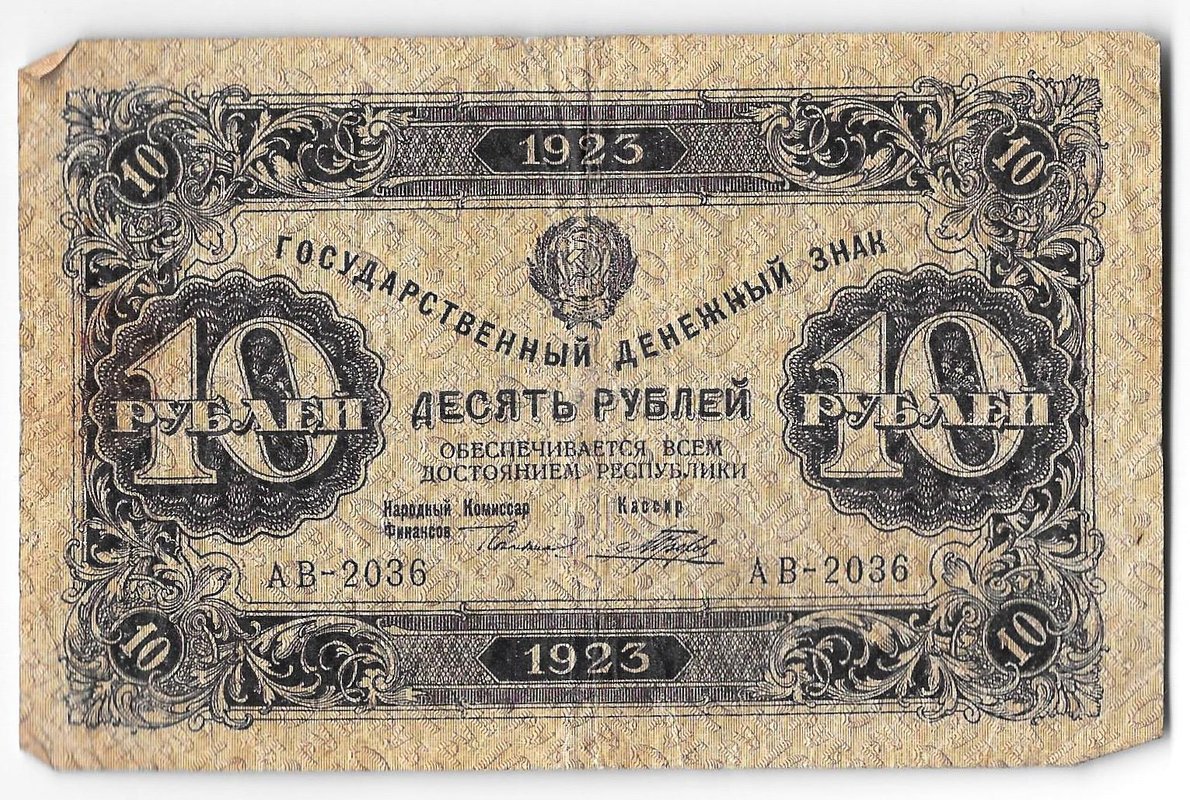 1923
10 10
ГОСУДАРСТВЕННЫЙ ДЕНЕЖНЫЙ ЗНАК
10 РУБЛЕЙ
10 РУБЛЕЙ
ДЕСЯТЬ РУБЛЕЙ
ОБЕСПЕЧИВАЕТСЯ ВСЕМ
ДОСТОЯНИЕМ РЕСПУБЛИКИ
Народный Комиссар
Финансов
Кассир
АВ-2036 АВ-2036
10 10
1923